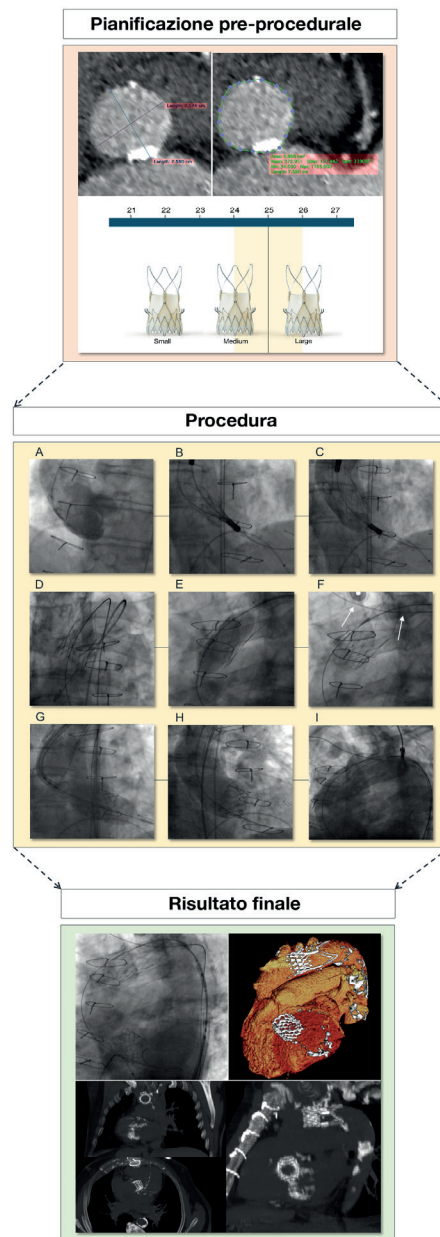 Pianificazione pre-procedurale
21 22 23 24 25 26 27
Small Medium Large
Procedura
A B C
D E F
G H I
Risultato finale